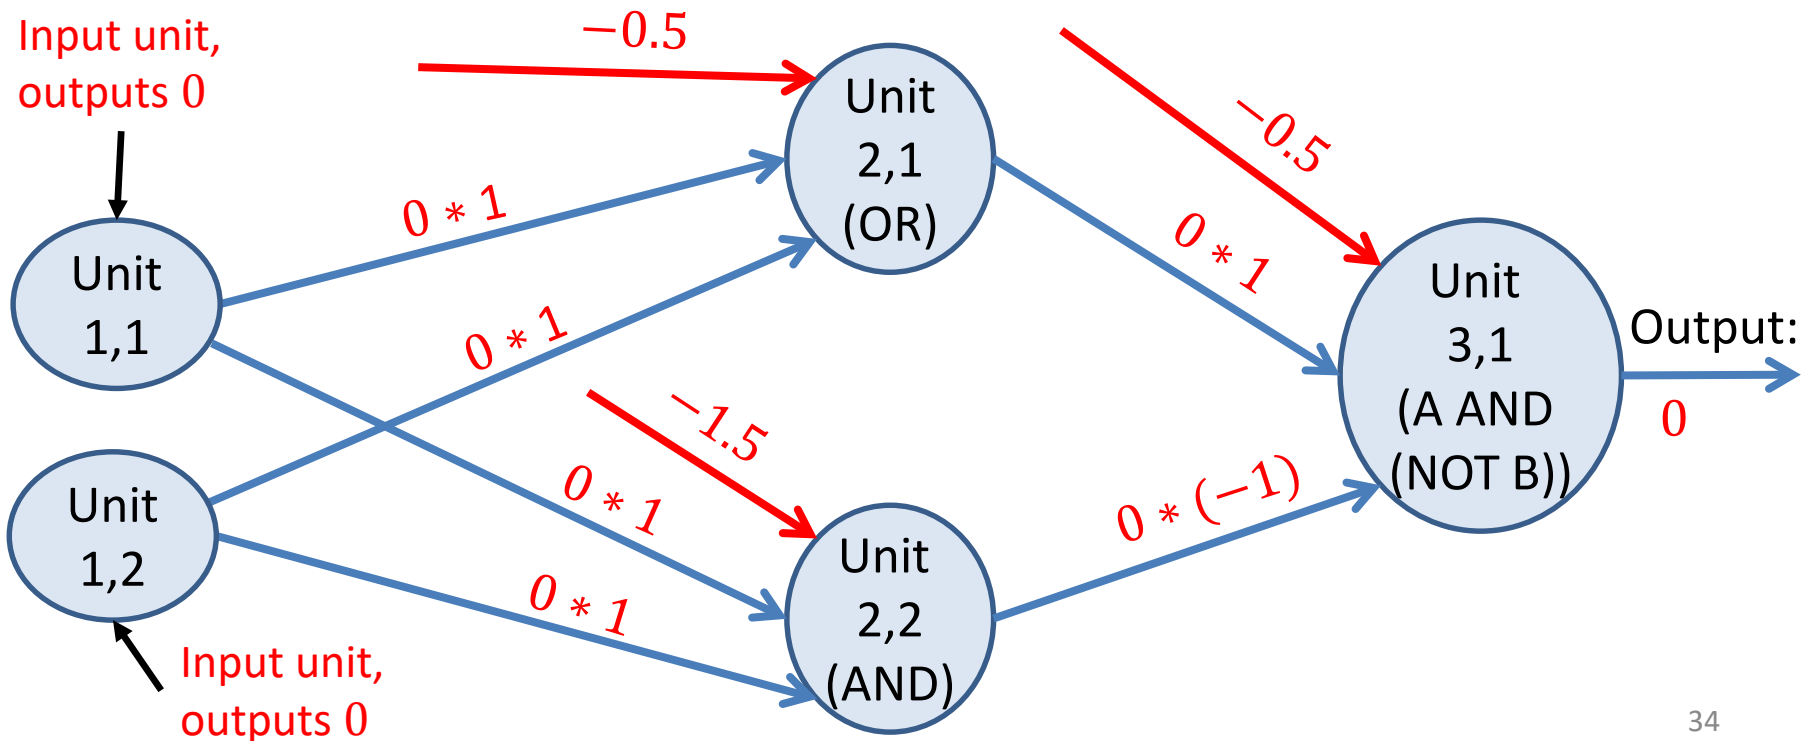 Input unit,
outputs 0
−0.5
−0.5
Unit
2,1
(OR)
0 ∗ 1
0 ∗ 1
Unit
1,1
Unit
3,1
(A AND
(NOT B))
Output:
0
0 ∗ 1
−1.5
0 ∗ 1
0 ∗ (−1)
Unit
1,2
0 ∗ 1
Unit
2,2
(AND)
Input unit,
outputs 0
34